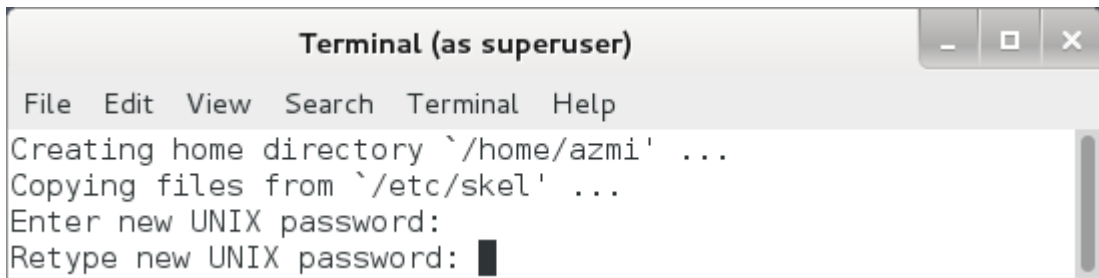 Terminal (as superuser)
File Edit View Search Terminal Help
Creating home directory `/home/azmi' ...
Copying files from `/etc/skel' ...
Enter new UNIX password:
Retype new UNIX password: